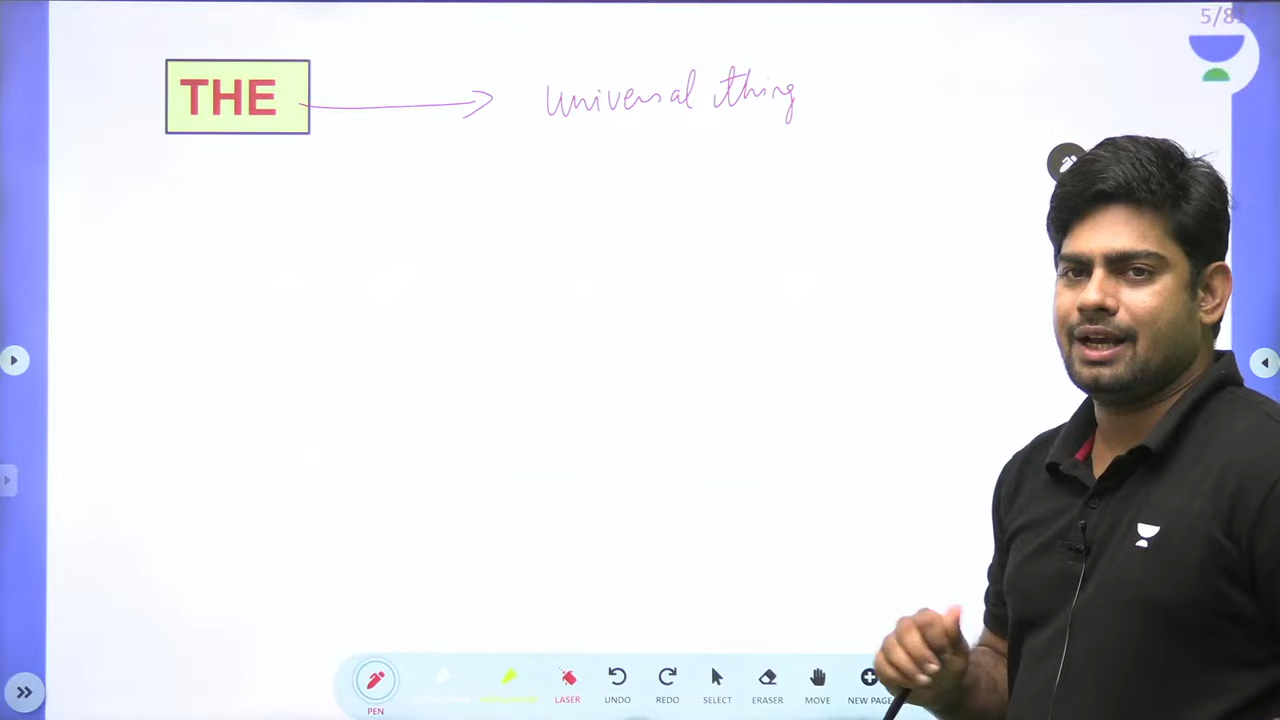 5/81
THE universal thing
PEN LASER UNDO REDO SELECT ERASER MOVE NEW PAGE